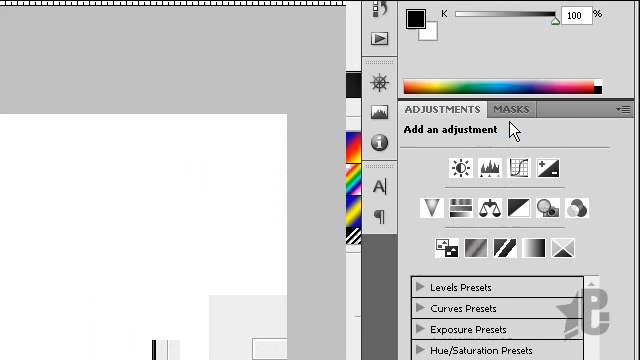 K 100 %
ADJUSTMENTS MASKS
Add an adjustment
A
Levels Presets
Curves Presets
Exposure Presets
Hue/Saturation Presets